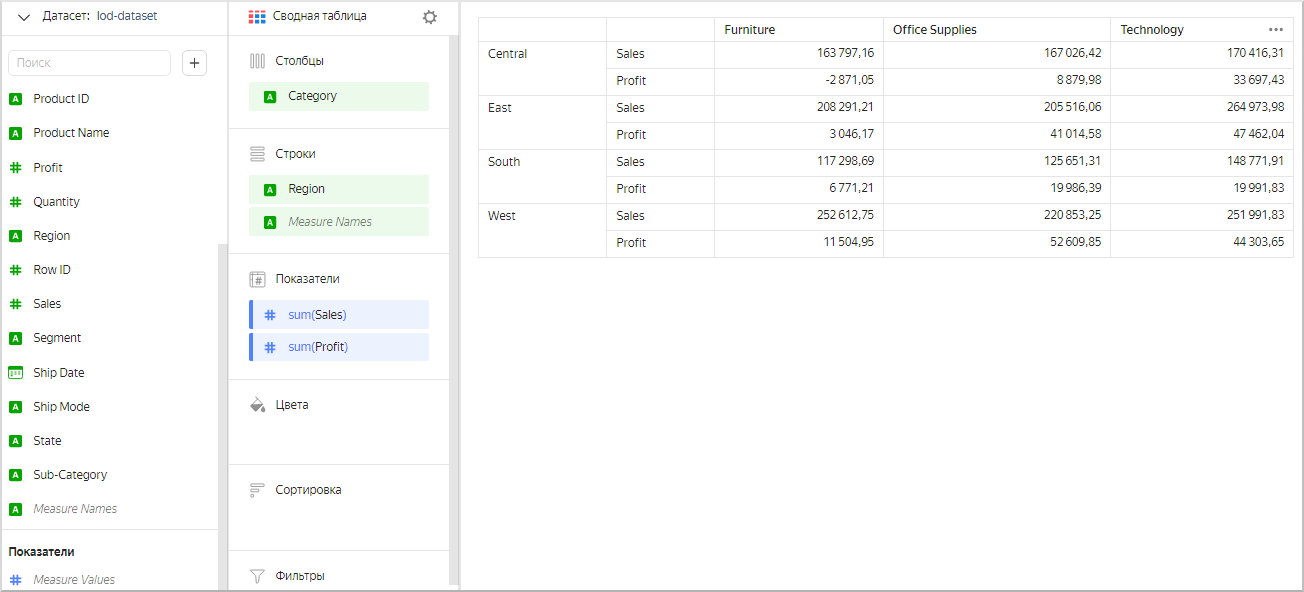 Датасет: lod-dataset
Поиск
+
A Product ID
A Product Name
# Profit
# Quantity
A Region
# Row ID
# Sales
A Segment
Ship Date
A Ship Mode
A State
A Sub-Category
A Measure Names
Показатели
# Measure Values
Сводная таблица
Столбцы
A Category
Строки
A Region
A Measure Names
# Показатели
# sum(Sales)
# sum(Profit)
Цвета
Сортировка
Фильтры
Furniture Office Supplies Technology
Central Sales 163 797,16 167 026,42 170 416,31
Profit -2 871,05 8 879,98 33 697,43
East Sales 208 291,21 205 516,06 264 973,98
Profit 3 046,17 41 014,58 47 462,04
South Sales 117 298,69 125 651,31 148 771,91
Profit 6 771,21 19 986,39 19 991,83
West Sales 252 612,75 220 853,25 251 991,83
Profit 11 504,95 52 609,85 44 303,65